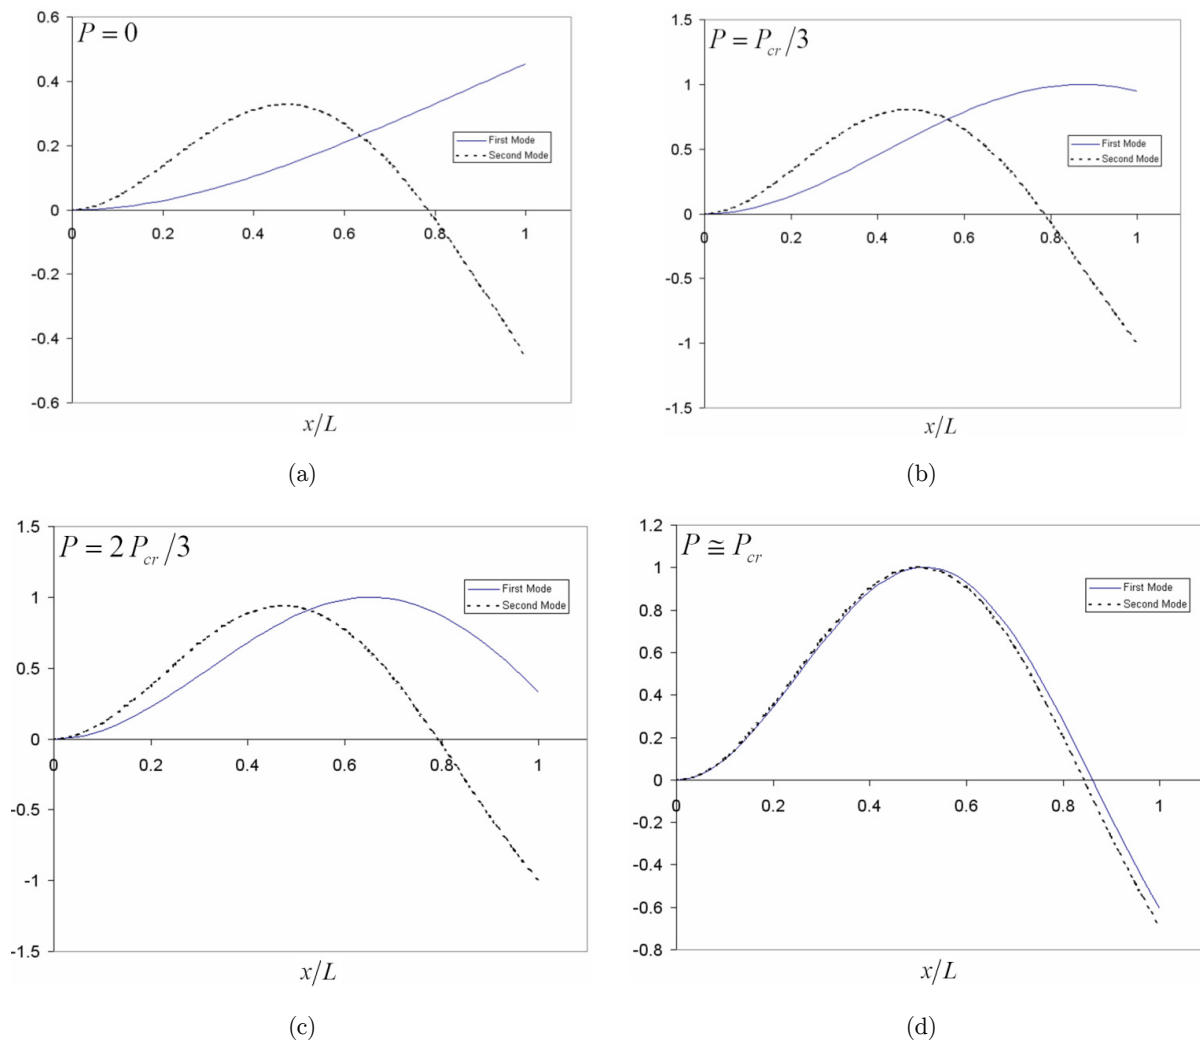 P = 0
0.6
0.4
0.2
0
-0.2
-0.4
-0.6
0 0.2 0.4 0.6 0.8 1
First Mode
Second Mode
x/L
(a)
P = P_cr/3
1.5
1
0.5
0
-0.5
-1
-1.5
0 0.2 0.4 0.6 0.8 1
First Mode
Second Mode
x/L
(b)
P = 2 P_cr/3
1.5
1
0.5
0
-0.5
-1
-1.5
0 0.2 0.4 0.6 0.8 1
First Mode
Second Mode
x/L
(c)
P ≅ P_cr
1.2
1
0.8
0.6
0.4
0.2
0
-0.2
-0.4
-0.6
-0.8
0 0.2 0.4 0.6 0.8 1
First Mode
Second Mode
x/L
(d)